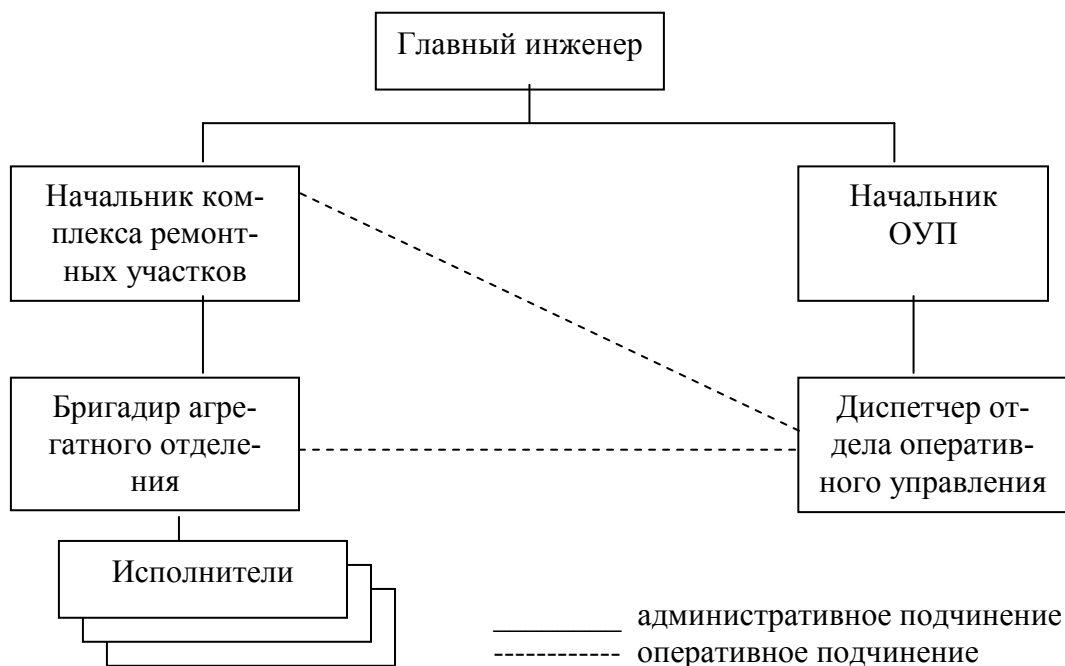 Главный инженер
Начальник ком-
плекса ремонт-
ных участков
Начальник
ОУП
Бригадир агре-
гатного отделе-
ния
Диспетчер от-
дела оператив-
ного управления
Исполнители
административное подчинение
оперативное подчинение